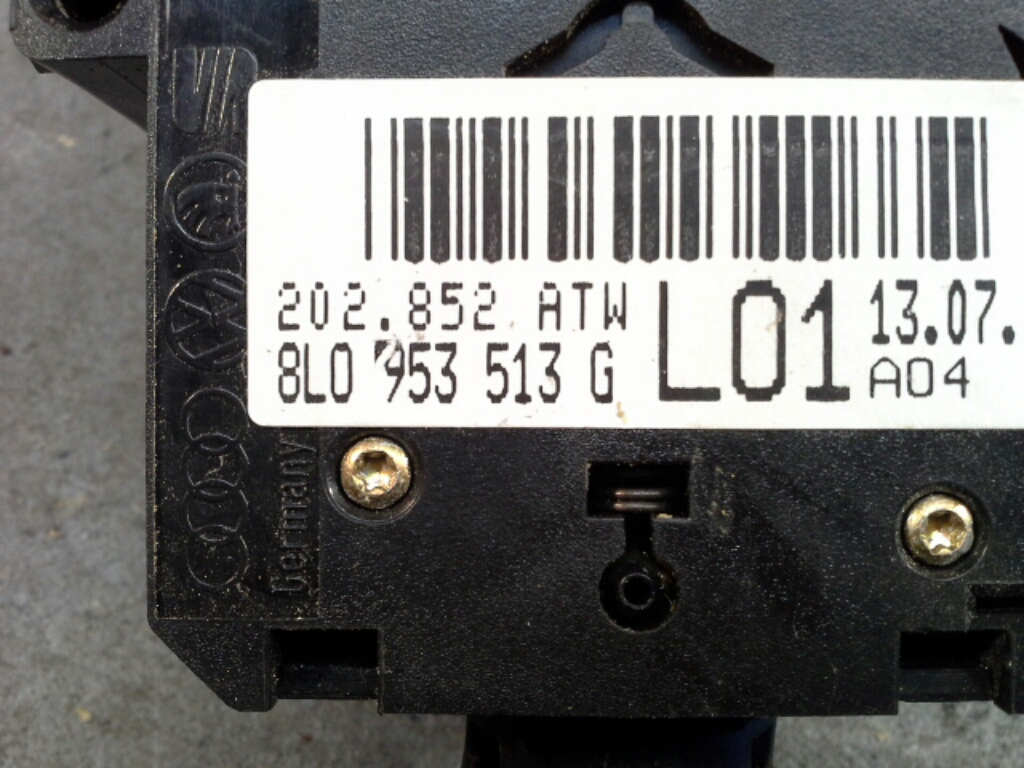 202.852 ATW
8L0 953 513 G
L01
13.07.
A04
Germany